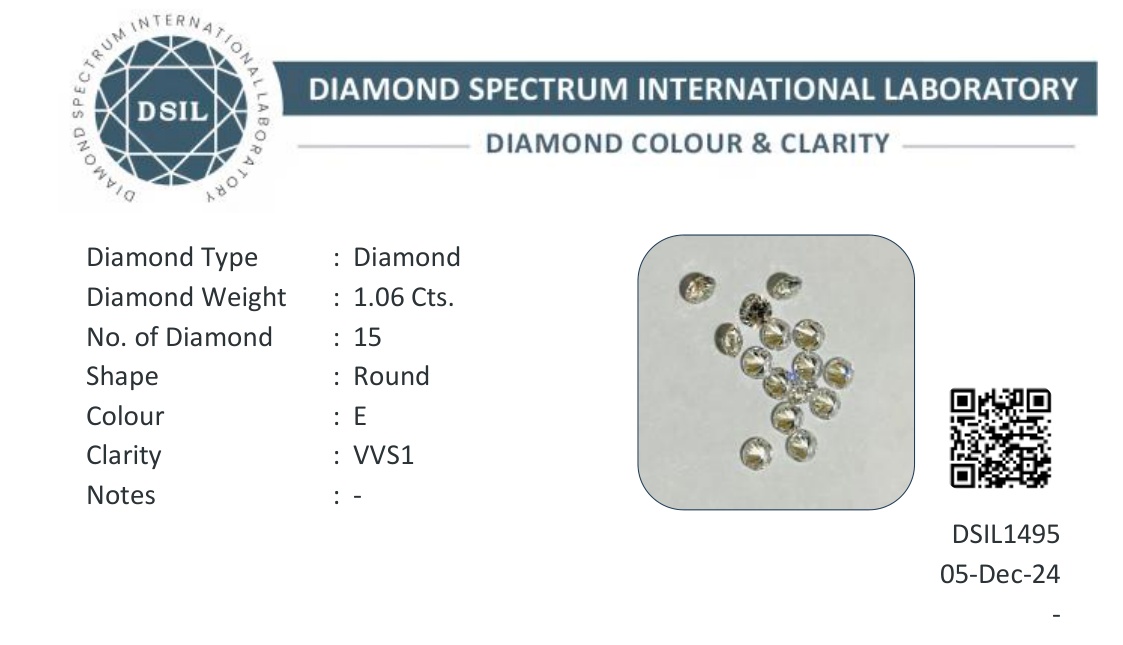 DIAMOND SPECTRUM INTERNATIONAL LABORATORY
DSIL
DIAMOND SPECTRUM INTERNATIONAL LABORATORY
DIAMOND COLOUR & CLARITY
Diamond Type : Diamond
Diamond Weight : 1.06 Cts.
No. of Diamond : 15
Shape : Round
Colour : E
Clarity : VVS1
Notes : -
DSIL1495
05-Dec-24
-